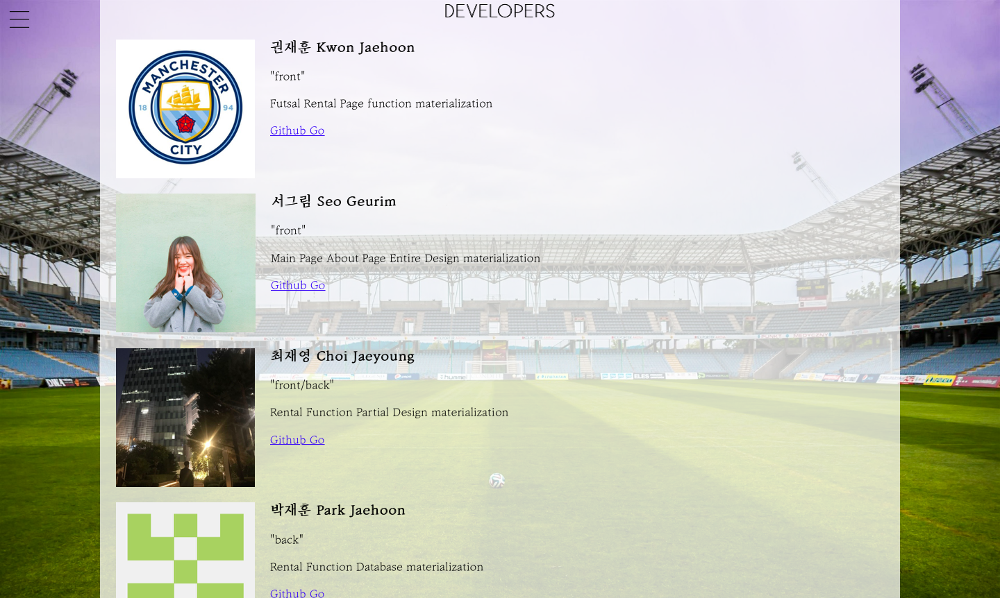 DEVELOPERS
MANCHESTER
18 94
CITY
권재훈 Kwon Jaehoon
"front"
Futsal Rental Page function materialization
Github Go
서그림 Seo Geurim
"front"
Main Page About Page Entire Design materialization
Github Go
최재영 Choi Jaeyoung
"front/back"
Rental Function Partial Design materialization
Github Go
박재훈 Park Jaehoon
"back"
Rental Function Database materialization
Github Go